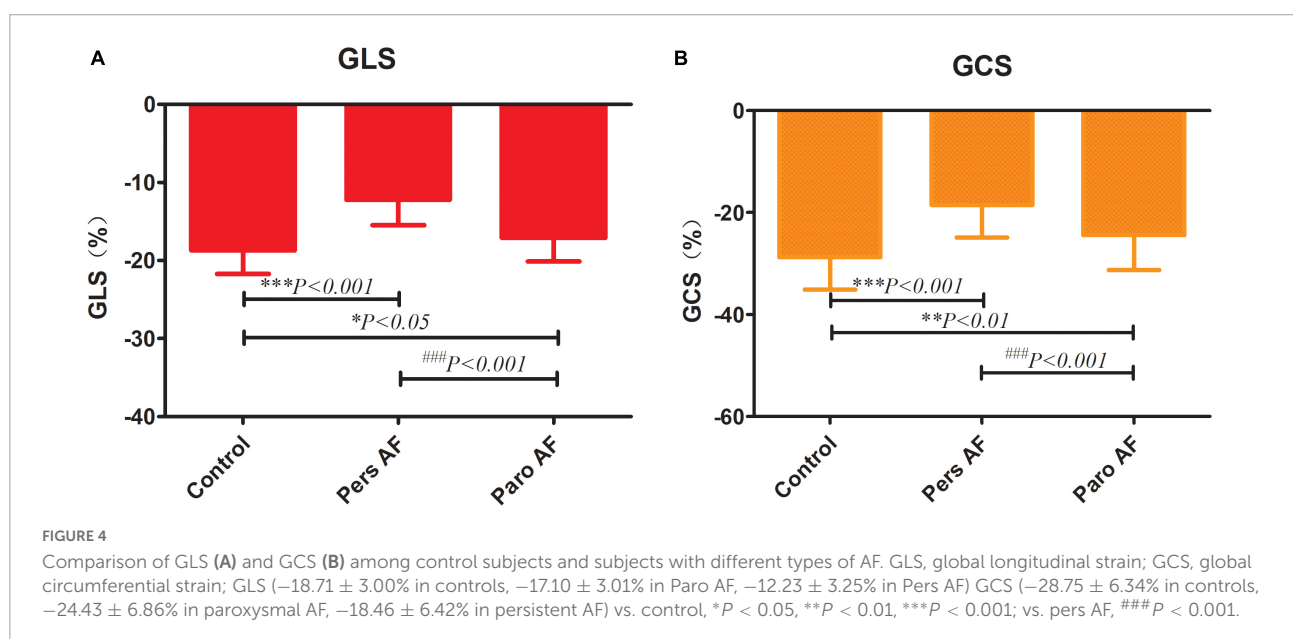 A
GLS
0
-10
-20
-30
-40
GLS（%）
***P<0.001
*P<0.05
###P<0.001
Control
Pers AF
Paro AF
B
GCS
0
-20
-40
-60
GCS（%）
***P<0.001
**P<0.01
###P<0.001
Control
Pers AF
Paro AF
FIGURE 4
Comparison of GLS (A) and GCS (B) among control subjects and subjects with different types of AF. GLS, global longitudinal strain; GCS, global
circumferential strain; GLS (−18.71 ± 3.00% in controls, −17.10 ± 3.01% in Paro AF, −12.23 ± 3.25% in Pers AF) GCS (−28.75 ± 6.34% in controls,
−24.43 ± 6.86% in paroxysmal AF, −18.46 ± 6.42% in persistent AF) vs. control, *P < 0.05, **P < 0.01, ***P < 0.001; vs. pers AF, ###P < 0.001.